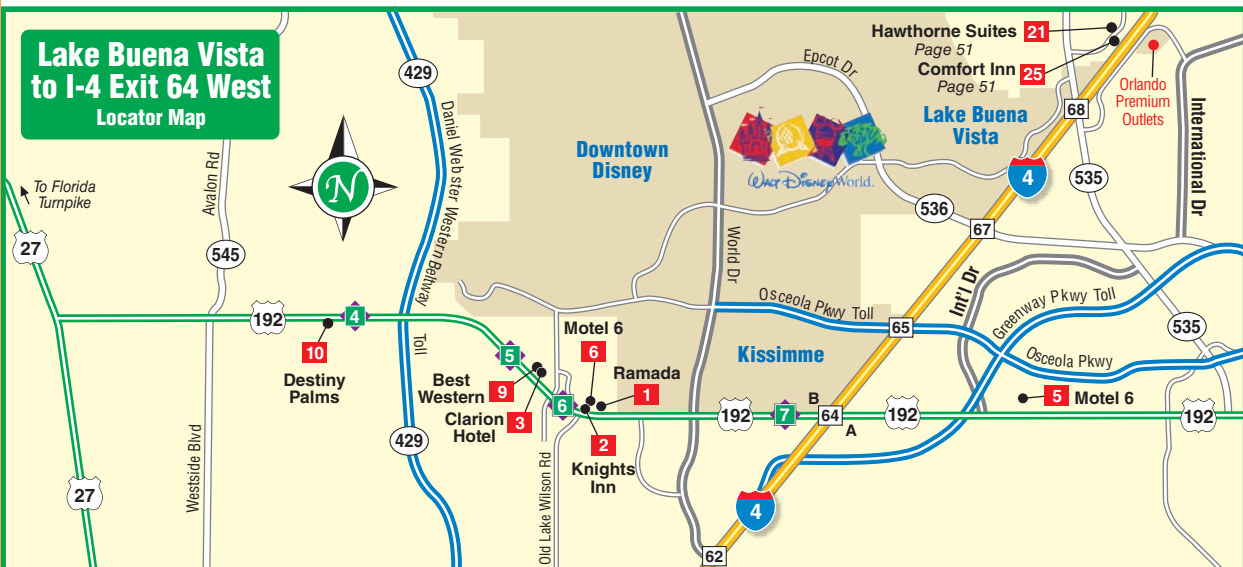 Lake Buena Vista
to I-4 Exit 64 West
Locator Map
To Florida
Turnpike
27
Avalon Rd
545
192
4
10
Destiny
Palms
Westside Blvd
27
429
Daniel Webster Western Beltway
Toll
429
N
Downtown
Disney
Epcot Dr
Walt Disney World.
World Dr
Hawthorne Suites 21
Page 51
Comfort Inn 25
Page 51
Orlando
Premium
Outlets
Lake Buena
Vista
68
4
535
International Dr
536
67
Int'l Dr
Greenway Pkwy Toll
Osceola Pkwy Toll
65
Osceola Pkwy
535
Kissimme
5
Best
Western 9
Clarion
Hotel 3
Motel 6
6
Ramada
1
6
2
Knights
Inn
Old Lake Wilson Rd
192
7
B
64
A
192
5 Motel 6
192
4
62